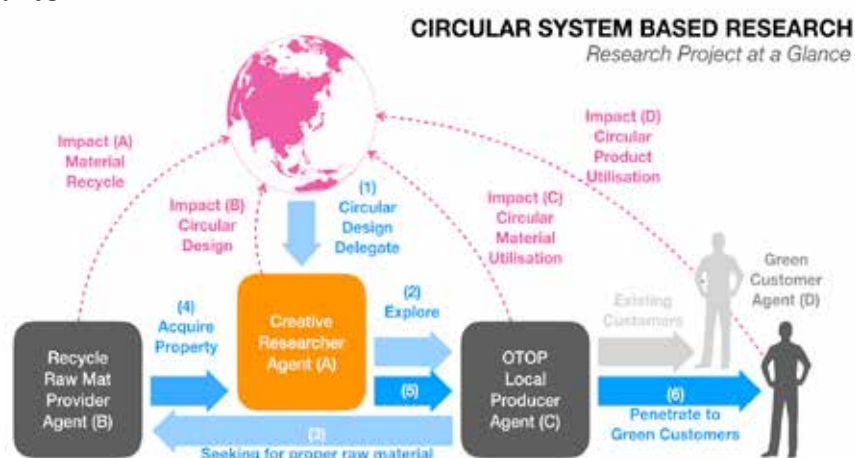 CIRCULAR SYSTEM BASED RESEARCH
Research Project at a Glance
Impact (A)
Material
Recycle
Impact (B)
Circular
Design
(1)
Circular
Design
Delegate
Impact (C)
Circular
Material
Utilisation
Impact (D)
Circular
Product
Utilisation
Green
Customer
Agent (D)
(4)
Acquire
Property
Creative
Researcher
Agent (A)
(2)
Explore
Existing
Customers
Recycle
Raw Mat
Provider
Agent (B)
(5)
OTOP
Local
Producer
Agent (C)
(6)
Penetrate to
Green Customers
(3)
Seeking for proper raw material